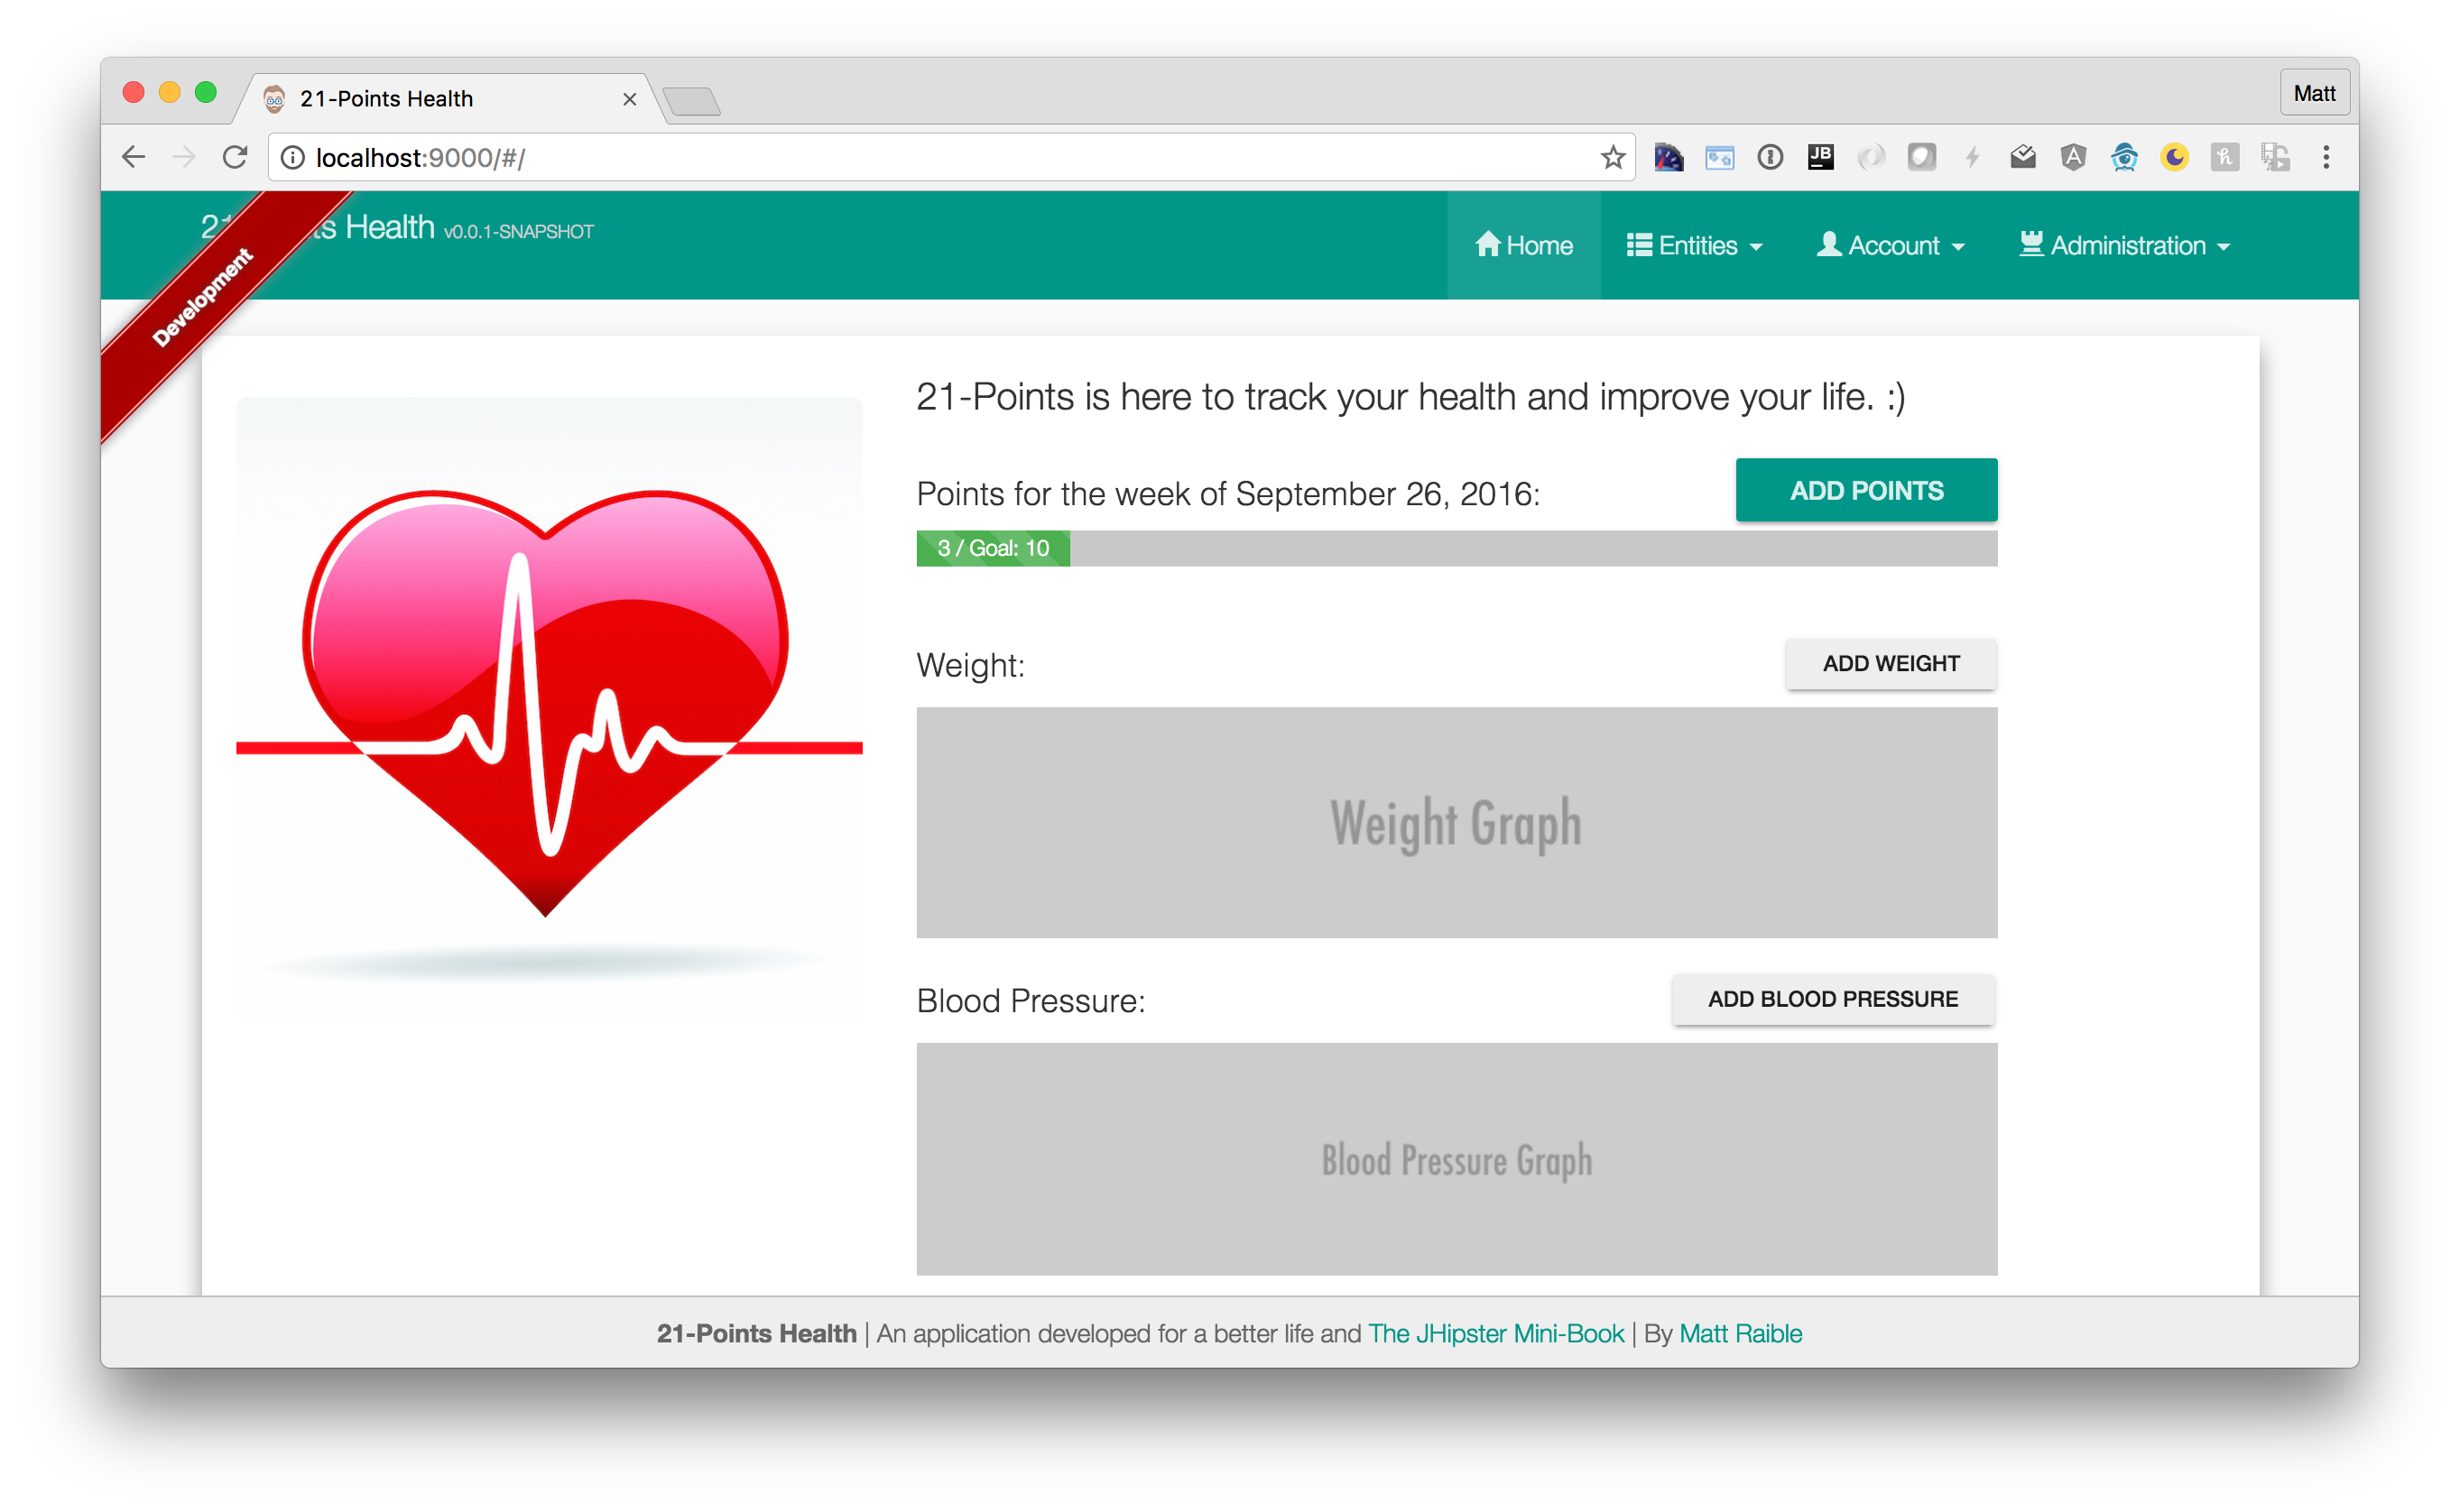 21-Points Health
Matt
localhost:9000/#/
JB
21-Points Health v0.0.1-SNAPSHOT
Home
Entities
Account
Administration
Development
21-Points is here to track your health and improve your life. :)
Points for the week of September 26, 2016:
ADD POINTS
3 / Goal: 10
Weight:
ADD WEIGHT
Weight Graph
Blood Pressure:
ADD BLOOD PRESSURE
Blood Pressure Graph
21-Points Health | An application developed for a better life and The JHipster Mini-Book | By Matt Raible